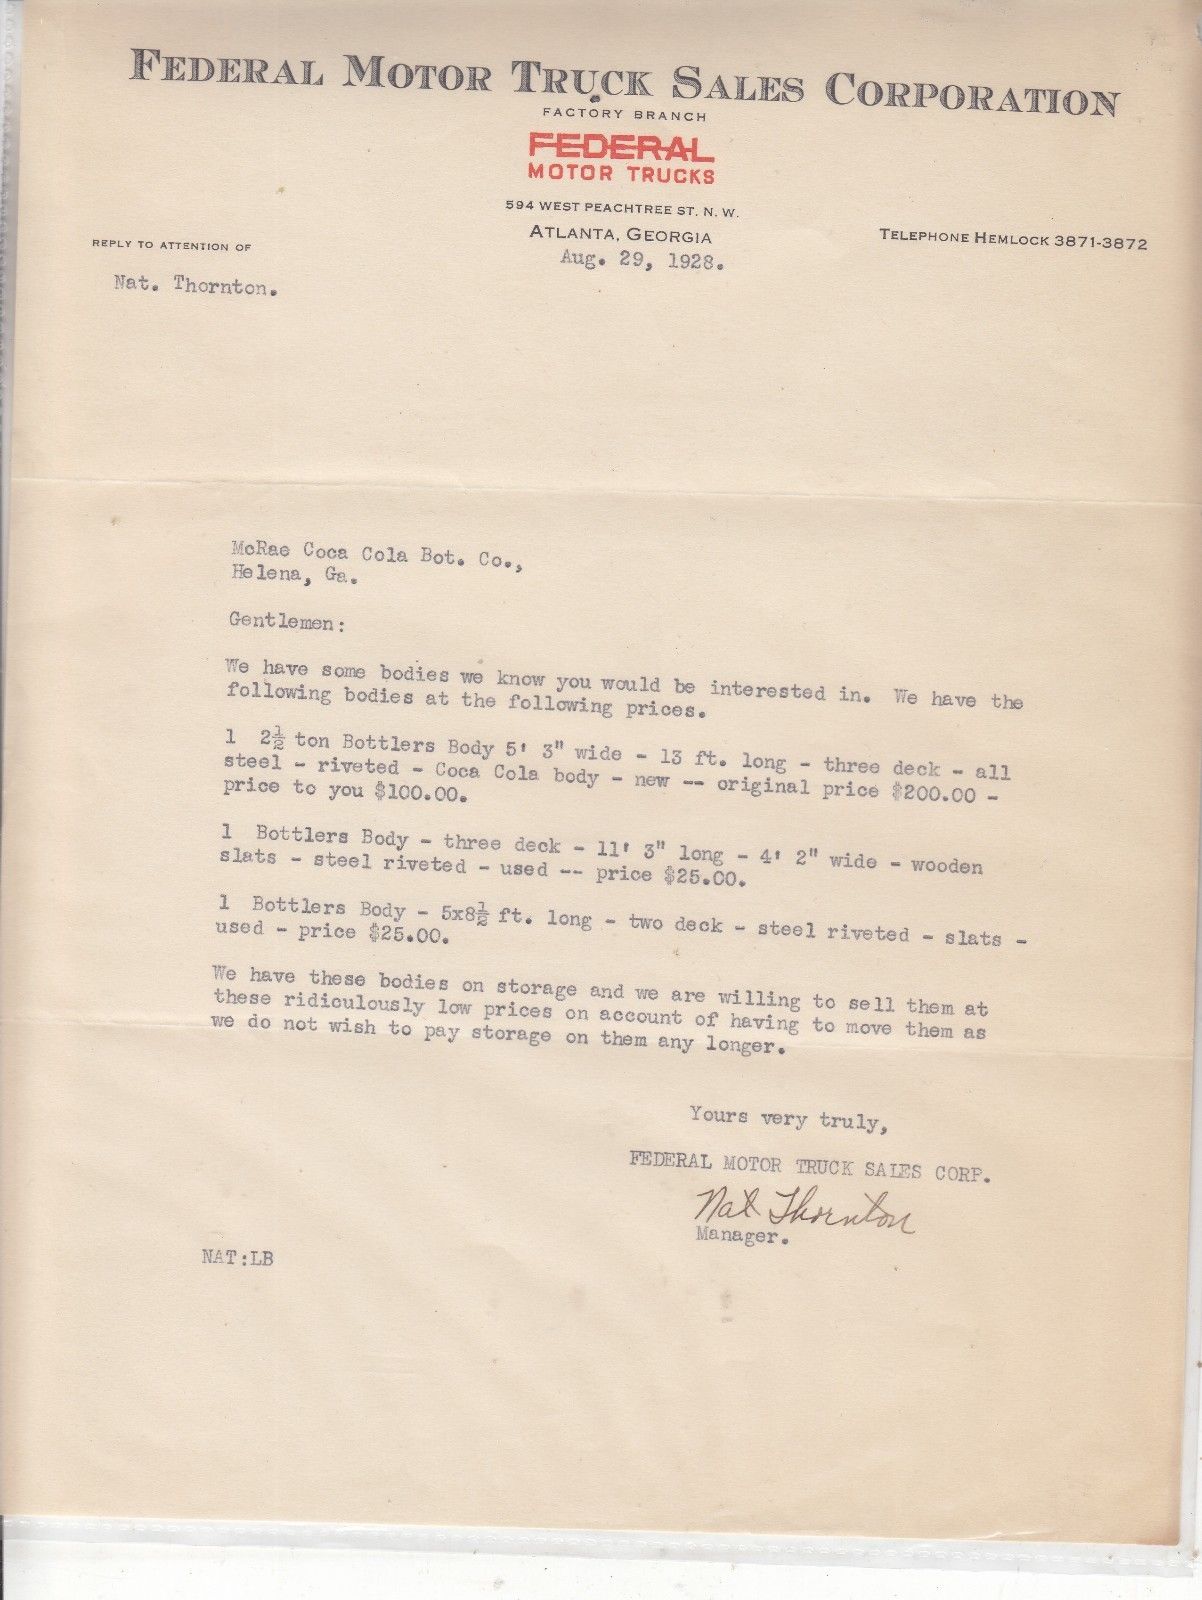 FEDERAL MOTOR TRUCK SALES CORPORATION
FACTORY BRANCH
FEDERAL
MOTOR TRUCKS
594 WEST PEACHTREE ST. N. W.
ATLANTA, GEORGIA
TELEPHONE HEMLOCK 3871-3872
REPLY TO ATTENTION OF
Aug. 29, 1928.
Nat. Thornton.
McRae Coca Cola Bot. Co.,
Helena, Ga.
Gentlemen:
We have some bodies we know you would be interested in. We have the
following bodies at the following prices.
1 2½ ton Bottlers Body 5' 3" wide - 13 ft. long - three deck - all
steel - riveted - Coca Cola body - new -- original price $200.00 -
price to you $100.00.
1 Bottlers Body - three deck - 11' 3" long - 4' 2" wide - wooden
slats - steel riveted - used -- price $25.00.
1 Bottlers Body - 5x8½ ft. long - two deck - steel riveted - slats -
used - price $25.00.
We have these bodies on storage and we are willing to sell them at
these ridiculously low prices on account of having to move them as
we do not wish to pay storage on them any longer.
Yours very truly,
FEDERAL MOTOR TRUCK SALES CORP.
Nat Thornton
Manager.
NAT:LB